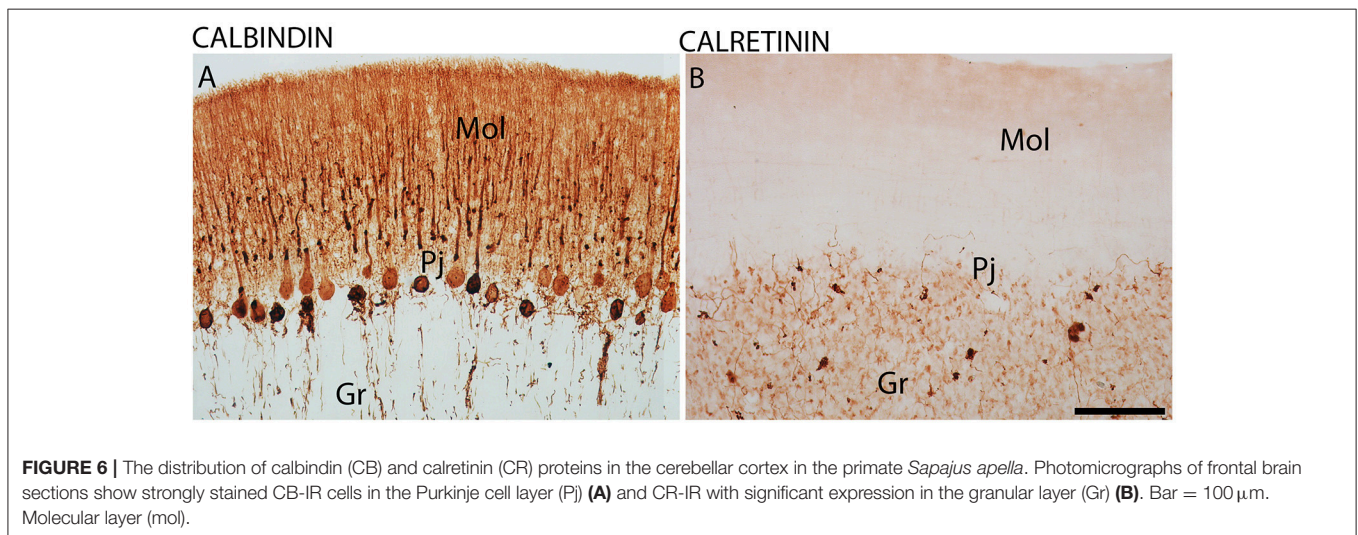 CALBINDIN
CALRETININ
A
Mol
Pj
Gr
B
Mol
Pj
Gr
FIGURE 6 | The distribution of calbindin (CB) and calretinin (CR) proteins in the cerebellar cortex in the primate Sapajus apella. Photomicrographs of frontal brain
sections show strongly stained CB-IR cells in the Purkinje cell layer (Pj) (A) and CR-IR with significant expression in the granular layer (Gr) (B). Bar = 100 μm.
Molecular layer (mol).